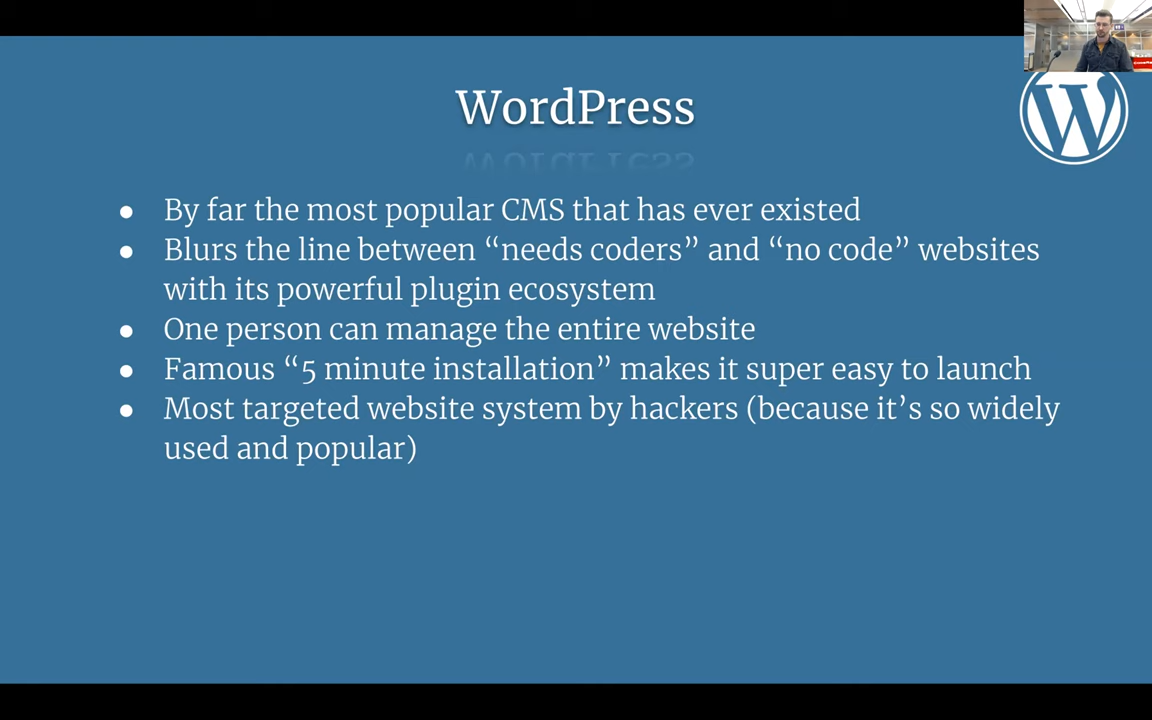 WordPress
● By far the most popular CMS that has ever existed
● Blurs the line between “needs coders” and “no code” websites
with its powerful plugin ecosystem
● One person can manage the entire website
● Famous “5 minute installation” makes it super easy to launch
● Most targeted website system by hackers (because it’s so widely
used and popular)